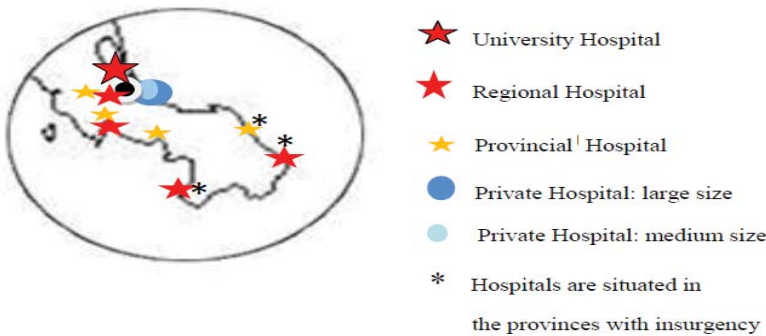 University Hospital
Regional Hospital
Provincial Hospital
Private Hospital: large size
Private Hospital: medium size
* Hospitals are situated in
the provinces with insurgency
*
*
*